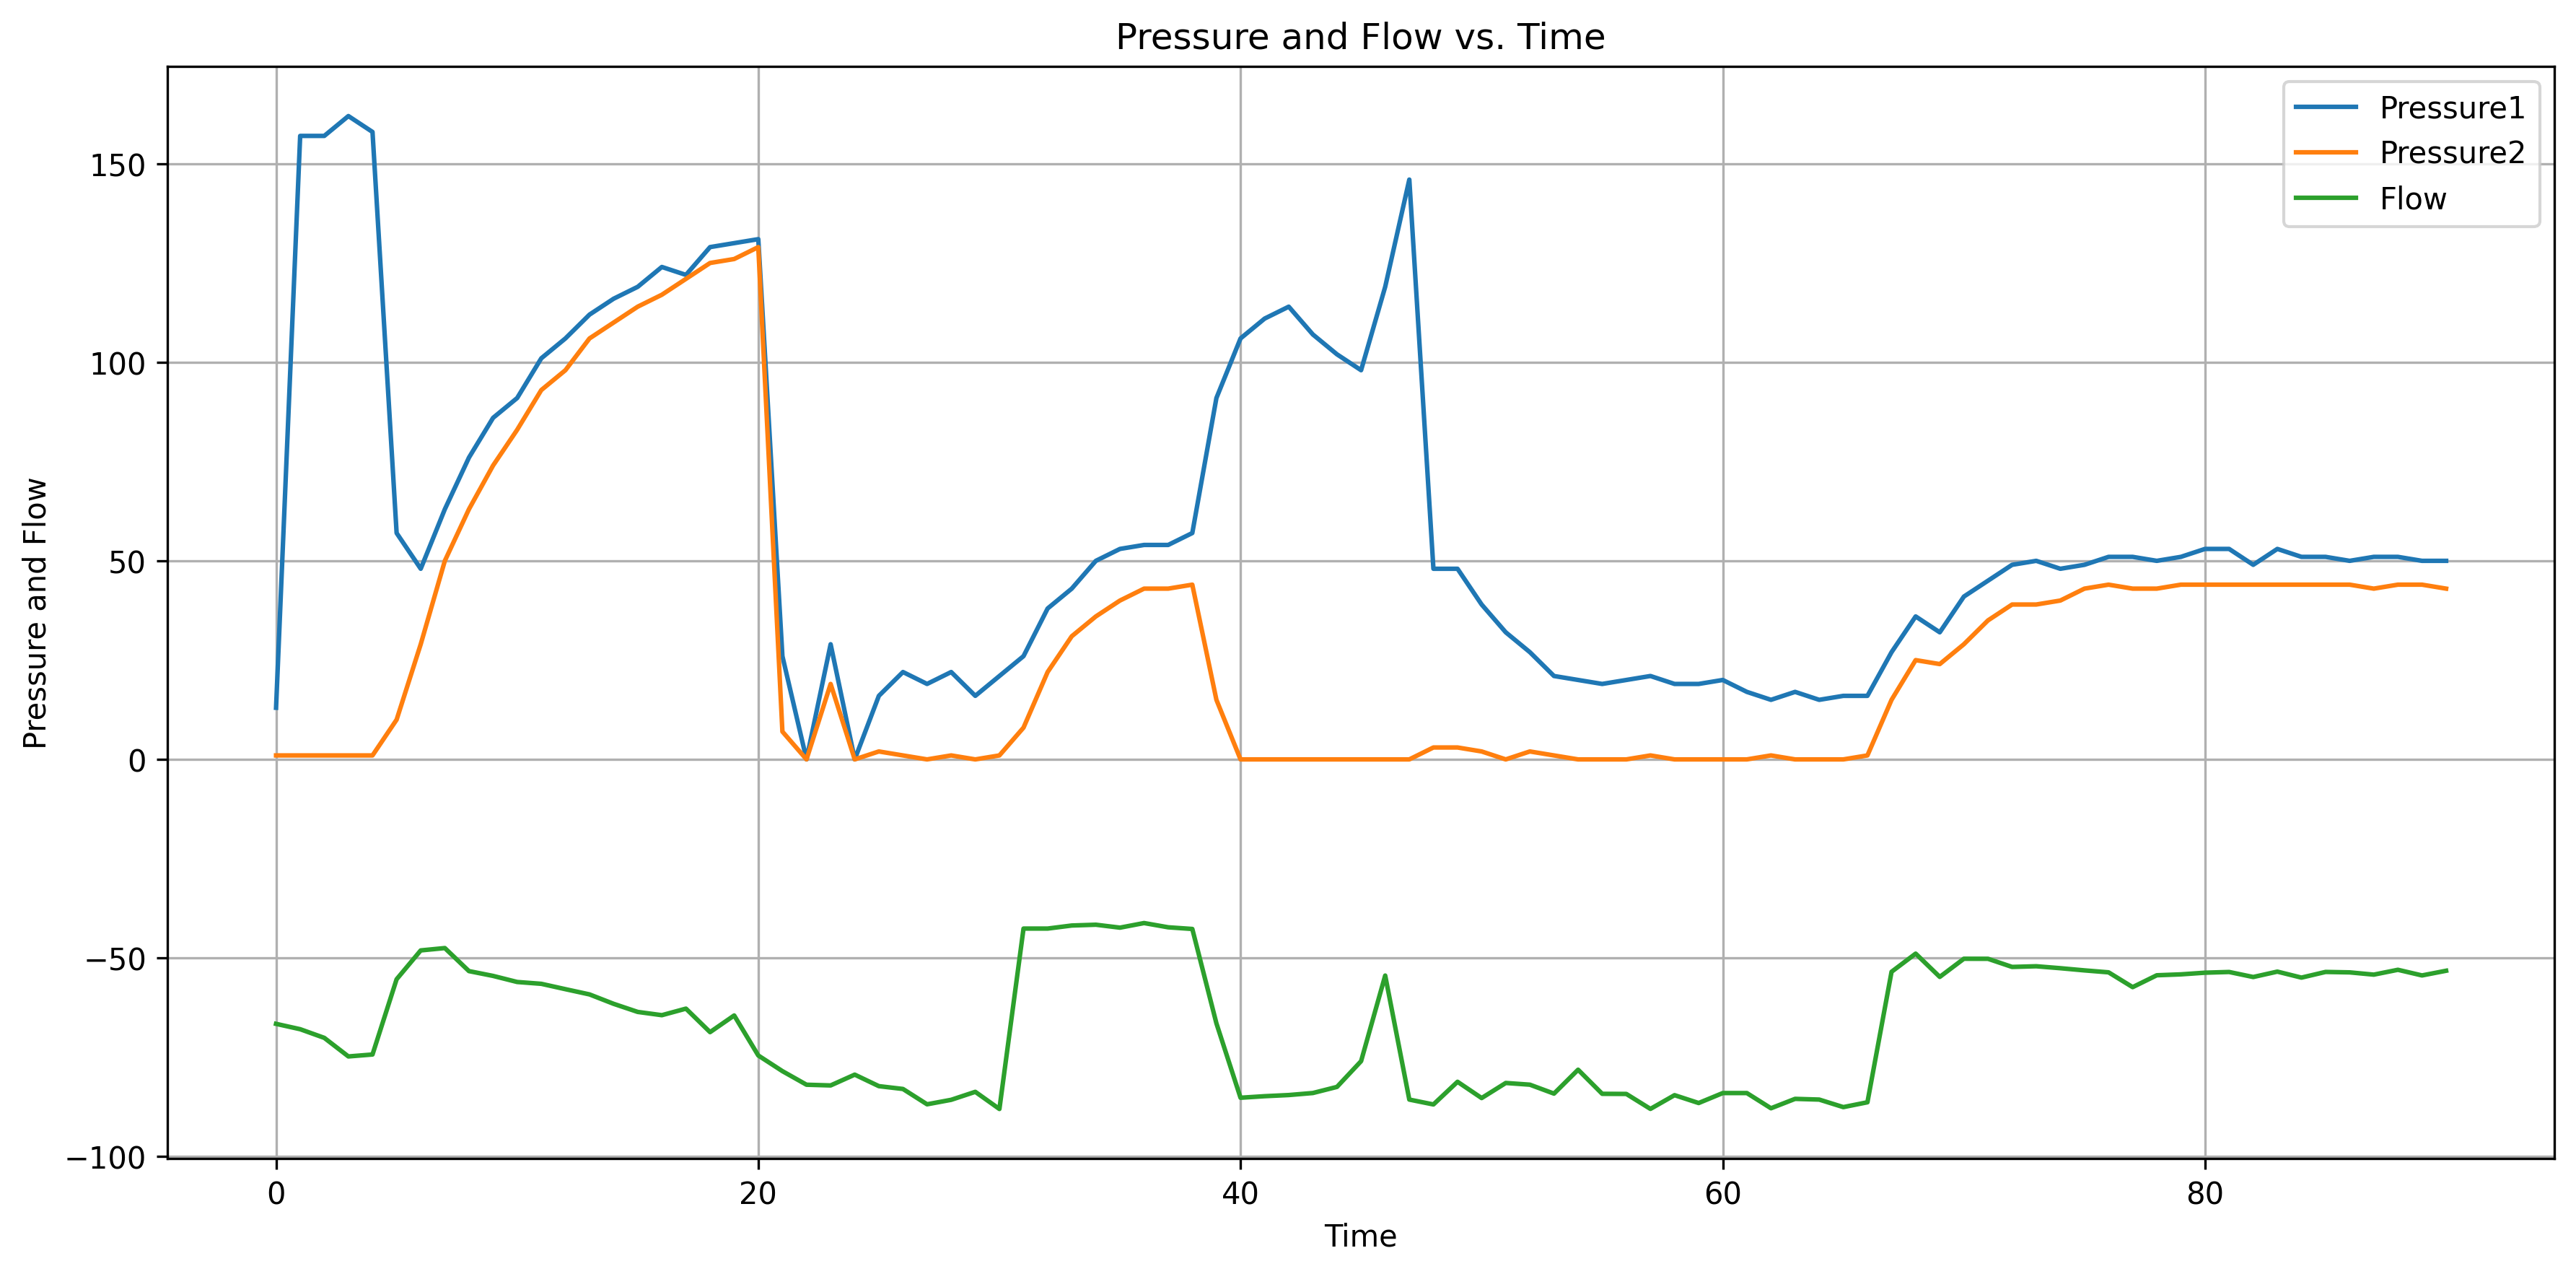 Pressure and Flow vs. Time
Pressure1
Pressure2
Flow
Pressure and Flow
150
100
50
0
−50
−100
0 20 40 60 80
Time